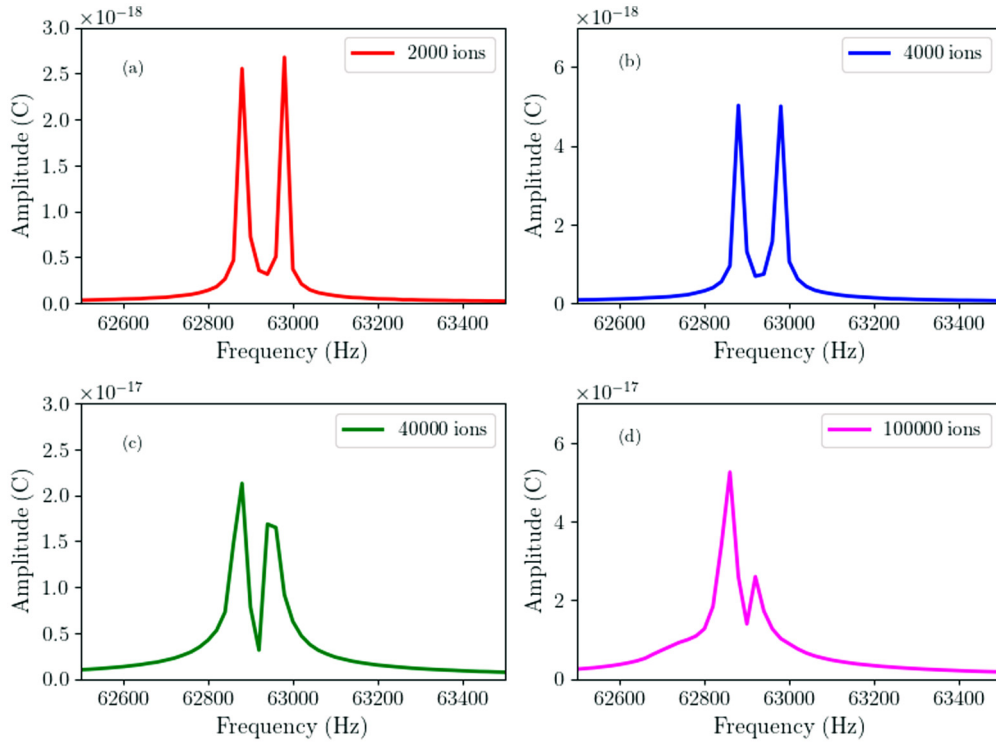 ×10⁻¹⁸
3.0
2.5
2.0
1.5
1.0
0.5
0.0
Amplitude (C)
(a)
2000 ions
62600 62800 63000 63200 63400
Frequency (Hz)
×10⁻¹⁸
6
4
2
0
Amplitude (C)
(b)
4000 ions
62600 62800 63000 63200 63400
Frequency (Hz)
×10⁻¹⁷
3.0
2.5
2.0
1.5
1.0
0.5
0.0
Amplitude (C)
(c)
40000 ions
62600 62800 63000 63200 63400
Frequency (Hz)
×10⁻¹⁷
6
4
2
0
Amplitude (C)
(d)
100000 ions
62600 62800 63000 63200 63400
Frequency (Hz)